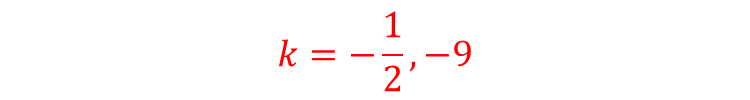 k = −1/2, −9